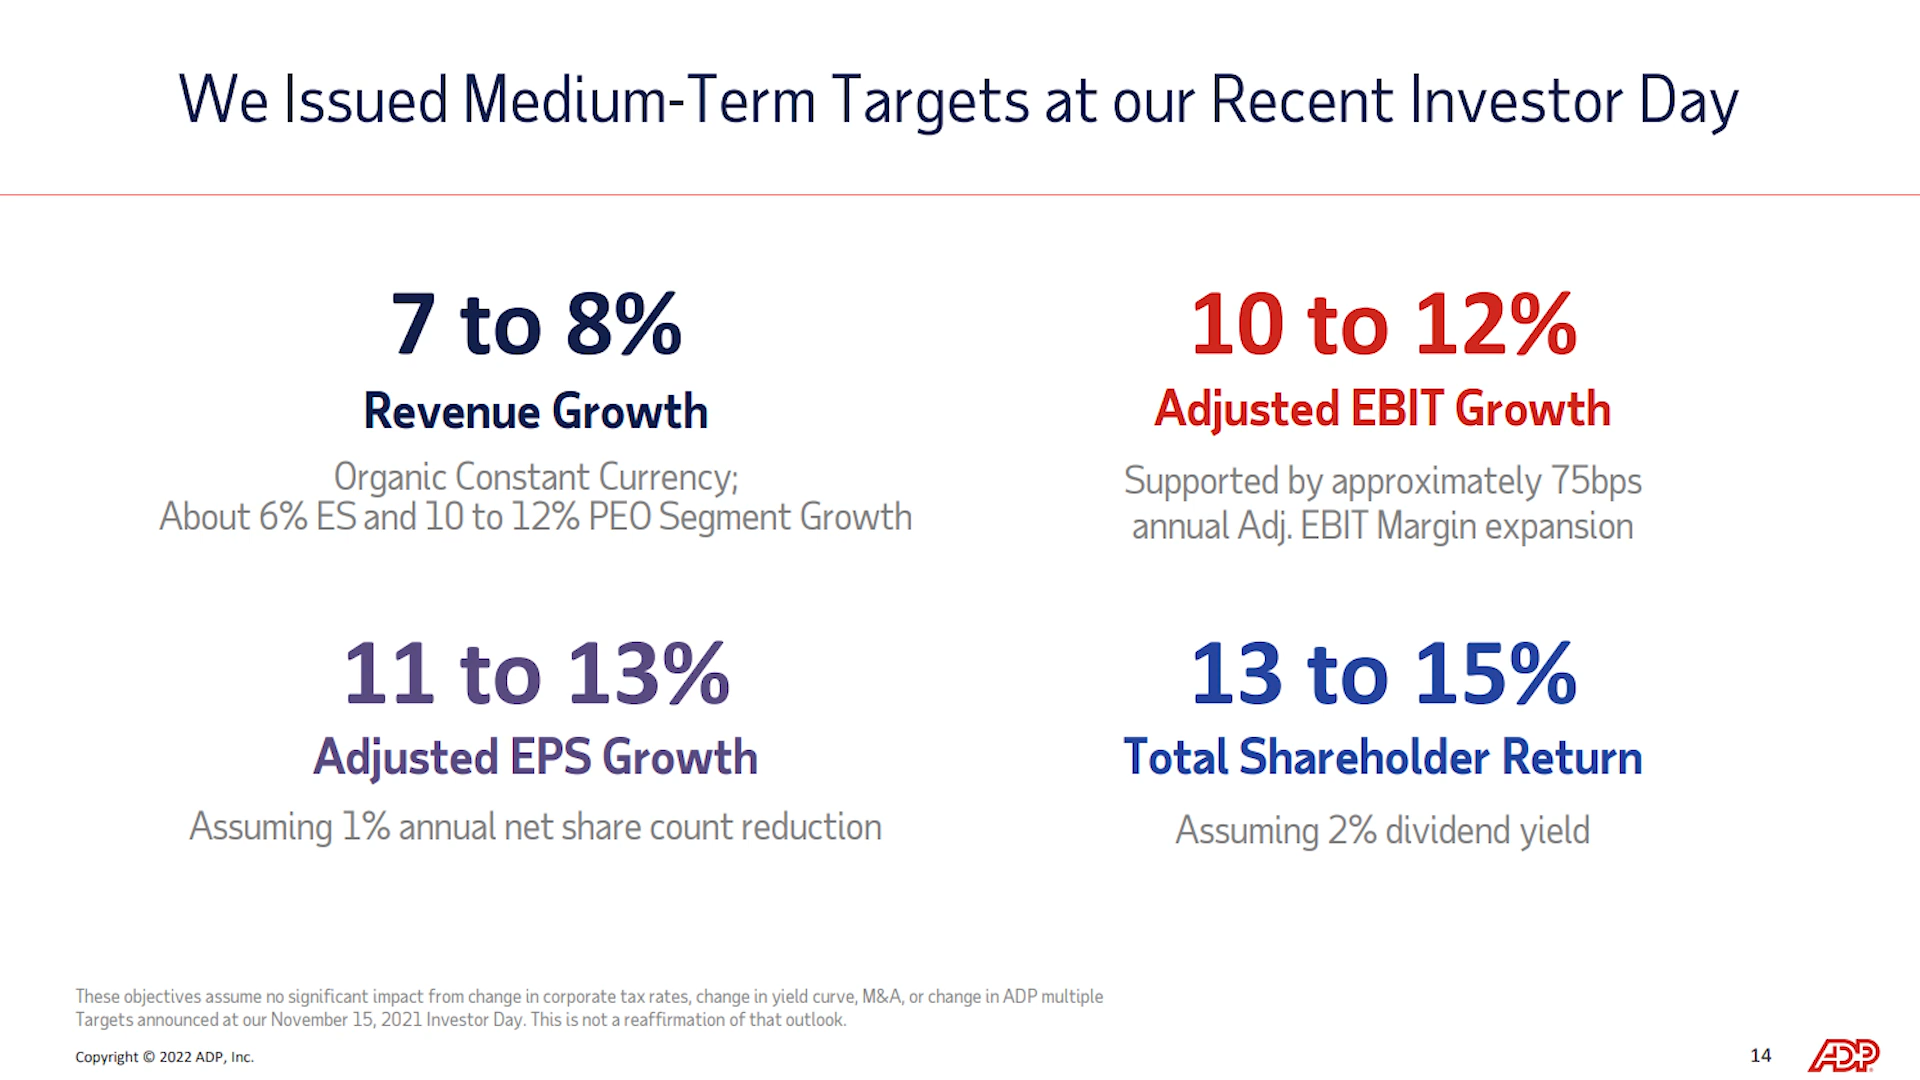 We Issued Medium-Term Targets at our Recent Investor Day
7 to 8%
Revenue Growth
Organic Constant Currency;
About 6% ES and 10 to 12% PEO Segment Growth
10 to 12%
Adjusted EBIT Growth
Supported by approximately 75bps
annual Adj. EBIT Margin expansion
11 to 13%
Adjusted EPS Growth
Assuming 1% annual net share count reduction
13 to 15%
Total Shareholder Return
Assuming 2% dividend yield
These objectives assume no significant impact from change in corporate tax rates, change in yield curve, M&A, or change in ADP multiple
Targets announced at our November 15, 2021 Investor Day. This is not a reaffirmation of that outlook.
Copyright © 2022 ADP, Inc.
14
ADP